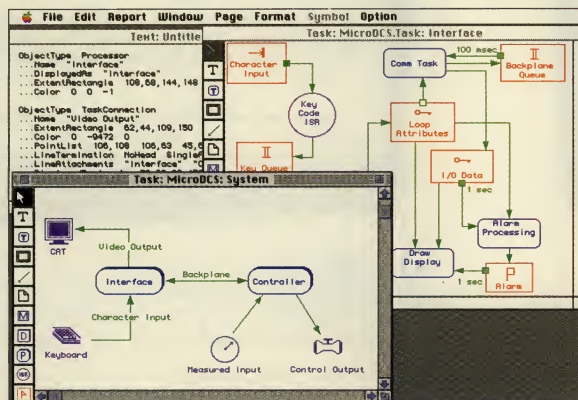 File Edit Report Window Page Format Symbol Option
Text: Untitle
ObjectType Processor
...Name "Interface"
...DisplayedAs "Interface"
...ExtentRectangle 108,68,144,148
...Color 0 0 -1
ObjectType TaskConnection
...Name "Video Output"
...ExtentRectangle 62,44,109,150
...Color 0 -9472 0
...PointList 106,108 106,63 45,6
...LineTermination NoHead Singl
...LineAttachments "Interface" "C
Task: MicroDCS.Task: Interface
T
T
Character Input
Key Code ISR
Key Queue
Comm Task
100 msec
Backplane Queue
Loop Attributes
I/O Data
1 sec
Alarm Processing
Draw Display
1 sec
P
Alarm
Task: MicroDCS: System
T
T
M
D
P
ISR
P
CRT
Video Output
Interface
Backplane
Controller
Character Input
Keyboard
Measured Input
Control Output